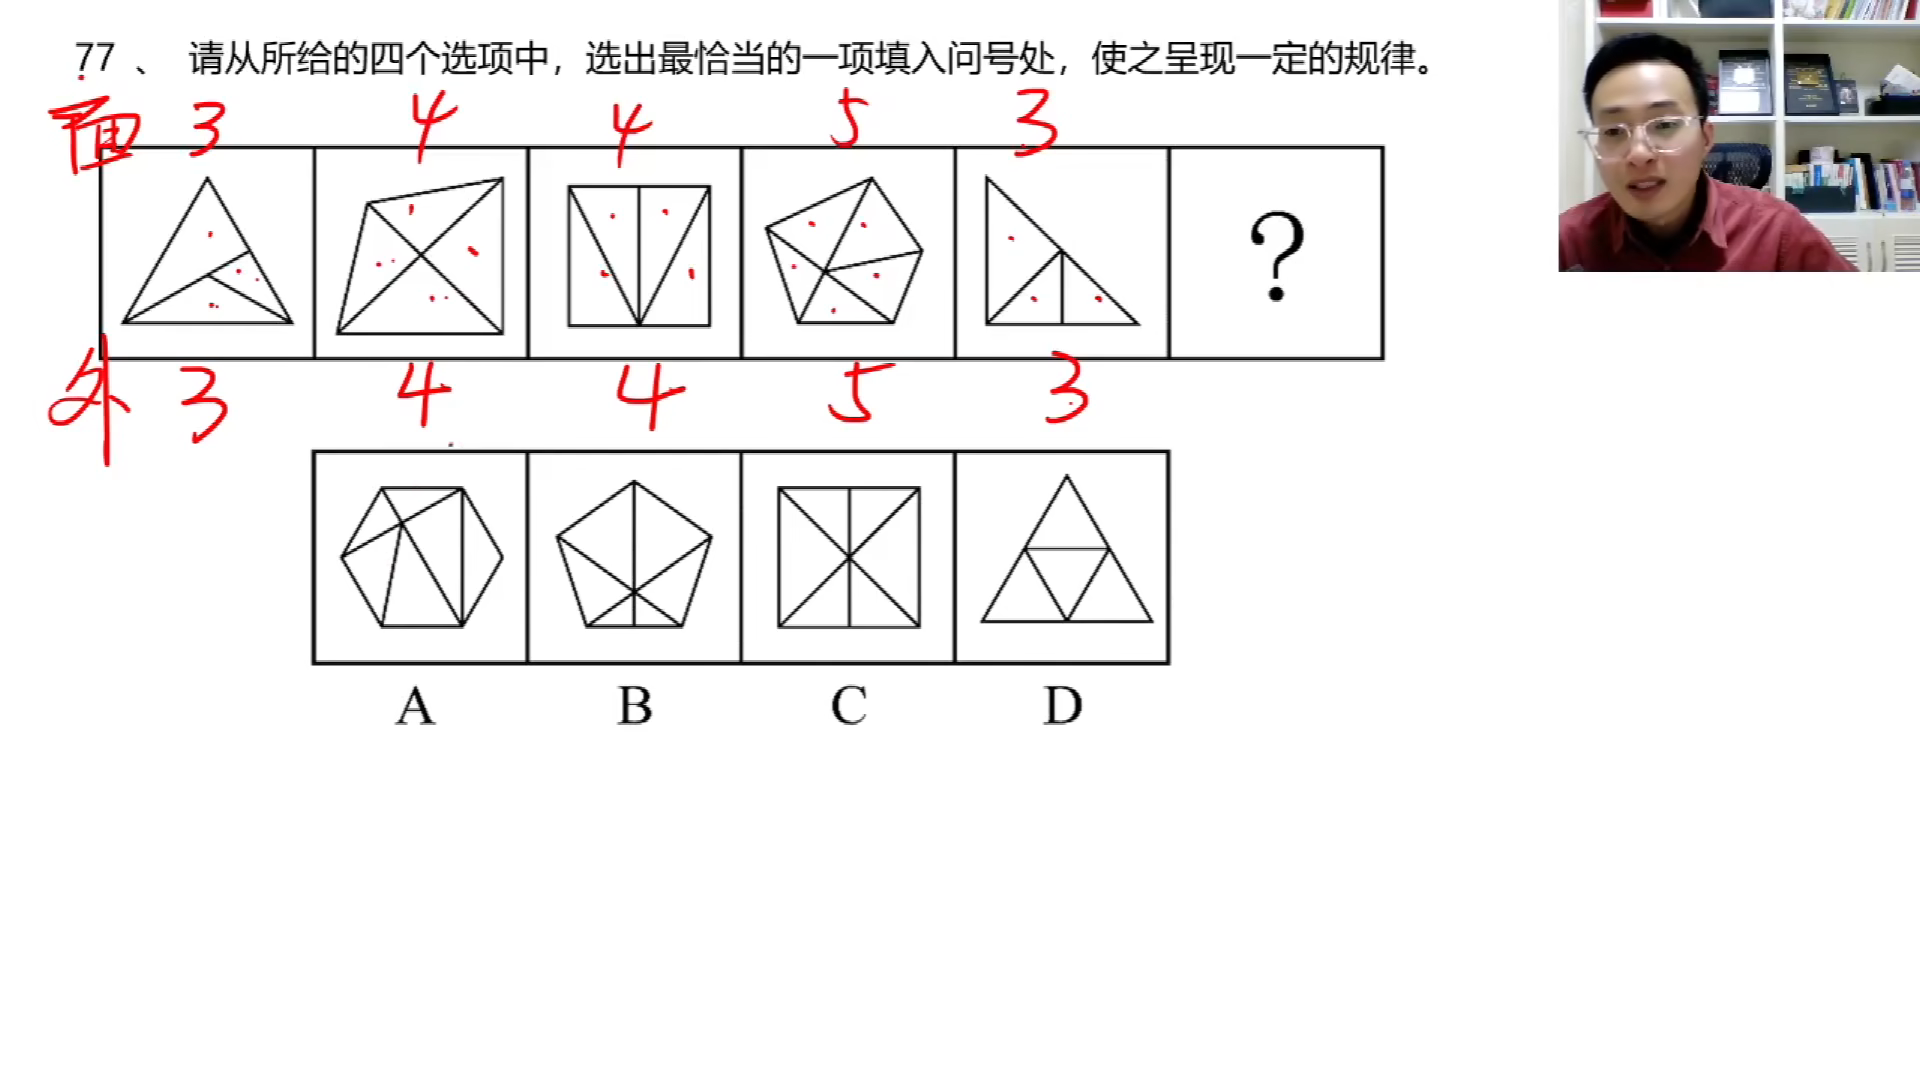 77 、 请从所给的四个选项中，选出最恰当的一项填入问号处，使之呈现一定的规律。
面 3 4 4 5 3
?
外 3 4 4 5 3
A B C D